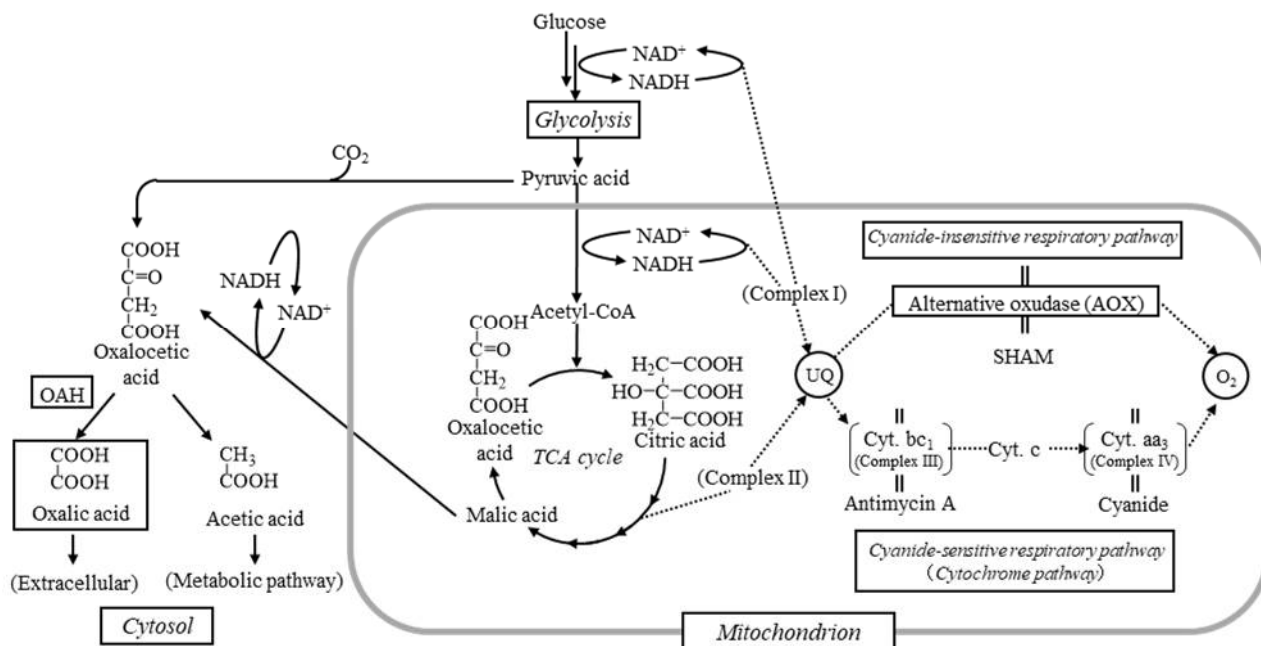 Glucose
NAD+
NADH
Glycolysis
CO2
Pyruvic acid
COOH
C=O
CH2
COOH
Oxalocetic
acid
NADH
NAD+
OAH
COOH
COOH
Oxalic acid
(Extracellular)
CH3
COOH
Acetic acid
(Metabolic pathway)
Cytosol
NAD+
NADH
Acetyl-CoA
COOH
C=O
CH2
COOH
Oxalocetic
acid
TCA cycle
H2C–COOH
HO–C–COOH
H2C–COOH
Citric acid
Malic acid
(Complex I)
(Complex II)
UQ
Cyanide-insensitive respiratory pathway
Alternative oxudase (AOX)
SHAM
O2
Cyt. bc1
(Complex III)
Antimycin A
Cyt. c
Cyt. aa3
(Complex IV)
Cyanide
Cyanide-sensitive respiratory pathway
(Cytochrome pathway)
Mitochondrion